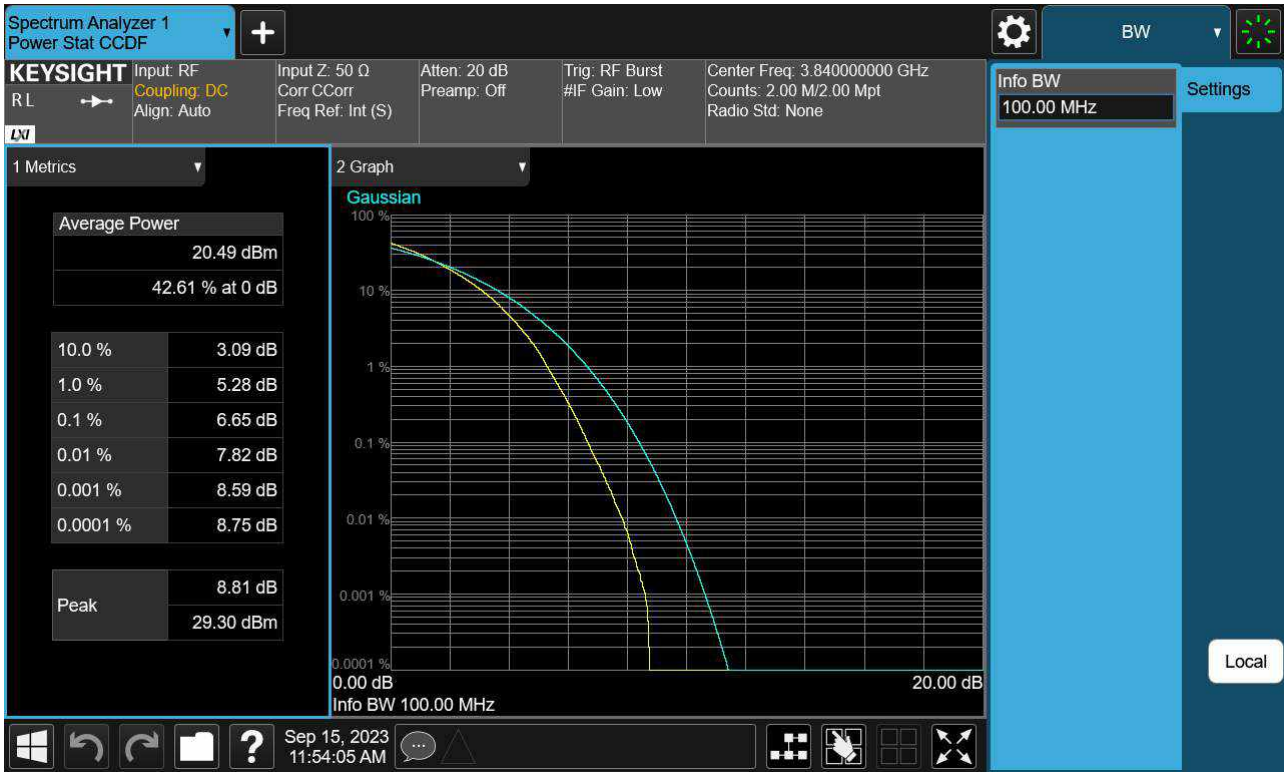 Spectrum Analyzer 1
Power Stat CCDF
+
BW
KEYSIGHT
RL
LXI
Input: RF
Coupling: DC
Align: Auto
Input Z: 50 Ω
Corr CCorr
Freq Ref: Int (S)
Atten: 20 dB
Preamp: Off
Trig: RF Burst
#IF Gain: Low
Center Freq: 3.840000000 GHz
Counts: 2.00 M/2.00 Mpt
Radio Std: None
Info BW
100.00 MHz
Settings
1 Metrics
Average Power
20.49 dBm
42.61 % at 0 dB
10.0 % 3.09 dB
1.0 % 5.28 dB
0.1 % 6.65 dB
0.01 % 7.82 dB
0.001 % 8.59 dB
0.0001 % 8.75 dB
Peak
8.81 dB
29.30 dBm
2 Graph
Gaussian
100 %
10 %
1 %
0.1 %
0.01 %
0.001 %
0.0001 %
0.00 dB 20.00 dB
Info BW 100.00 MHz
Local
?
Sep 15, 2023
11:54:05 AM